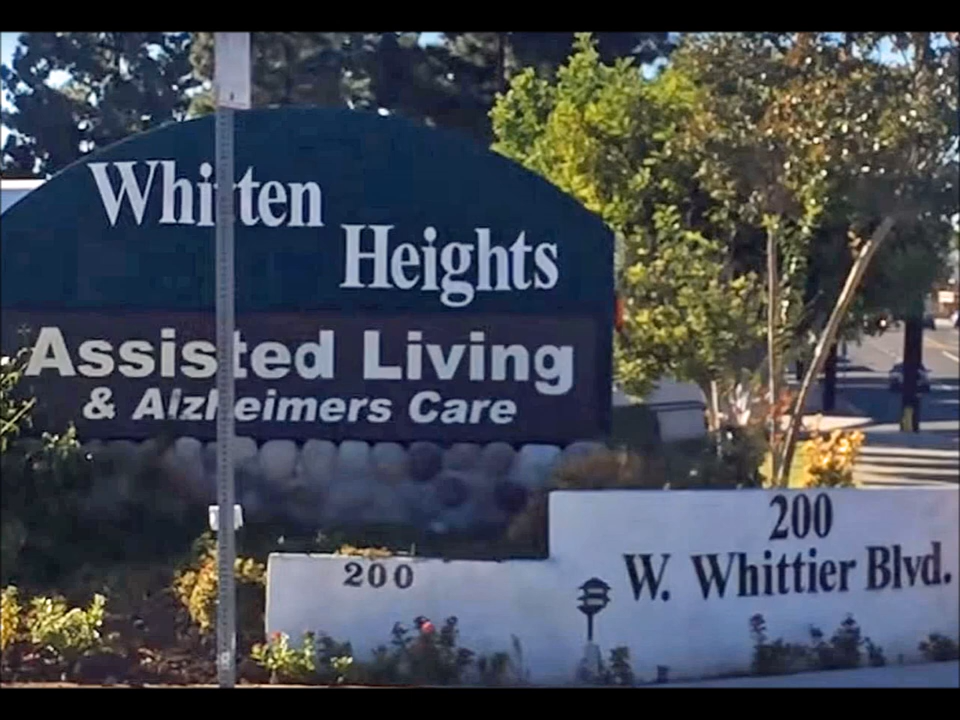 Whitten
Heights
Assisted Living
& Alzheimers Care
200
200
W. Whittier Blvd.